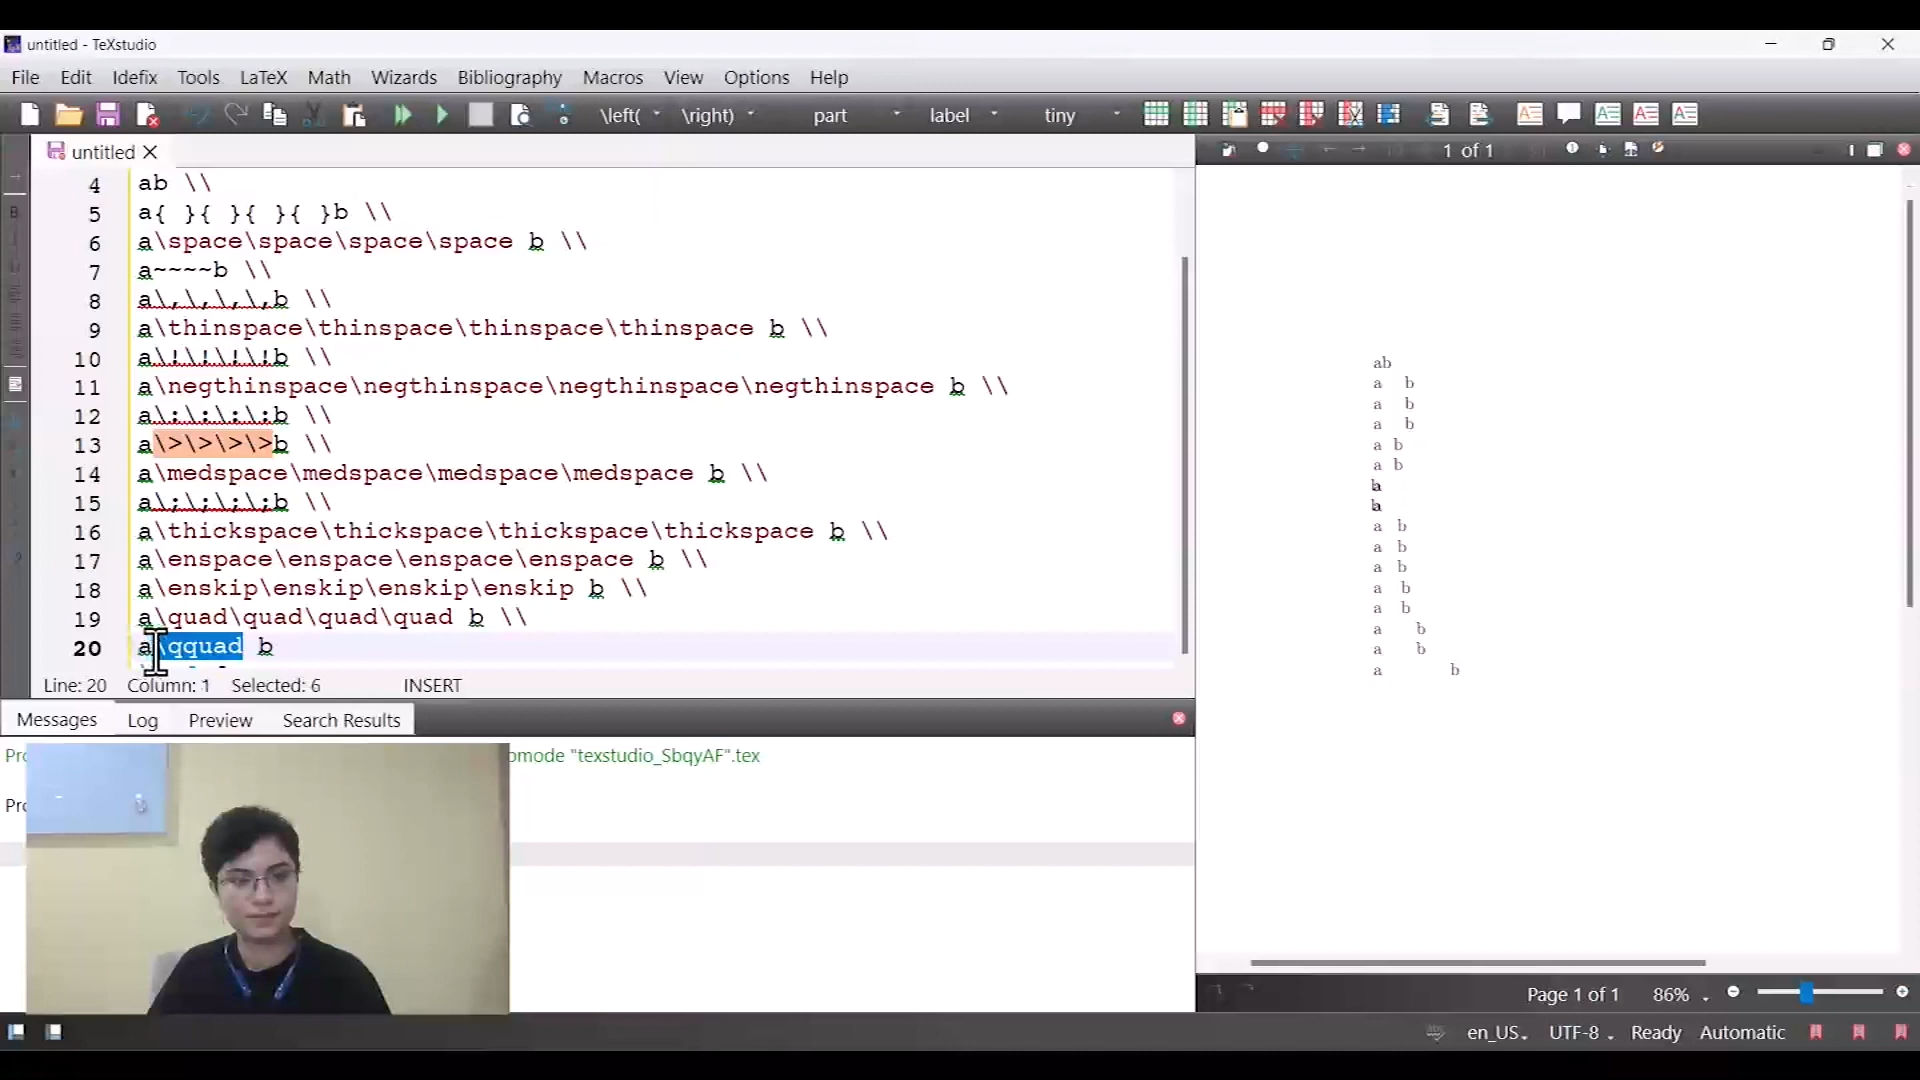 untitled - TeXstudio
File Edit Idefix Tools LaTeX Math Wizards Bibliography Macros View Options Help
\left( \right) part label tiny
untitled
1 of 1
4 ab \\
5 a{ }{ }{ }{ }b \\
6 a\space\space\space\space b \\
7 a~~~~b \\
8 a\,\,\,\,b \\
9 a\thinspace\thinspace\thinspace\thinspace b \\
10 a\!\!\!\!b \\
11 a\negthinspace\negthinspace\negthinspace\negthinspace b \\
12 a\:\:\:\:b \\
13 a\>\>\>\>b \\
14 a\medspace\medspace\medspace\medspace b \\
15 a\;\;\;\;b \\
16 a\thickspace\thickspace\thickspace\thickspace b \\
17 a\enspace\enspace\enspace\enspace b \\
18 a\enskip\enskip\enskip\enskip b \\
19 a\quad\quad\quad\quad b \\
20 a\qquad b
Line: 20 Column: 1 Selected: 6 INSERT
Messages Log Preview Search Results
Pro
omode "texstudio_SbqyAF".tex
Pro
ab
a b
a b
a b
a b
a b
ba
ba
a b
a b
a b
a b
a b
a b
a b
a b
Page 1 of 1 86%
en_US UTF-8 Ready Automatic